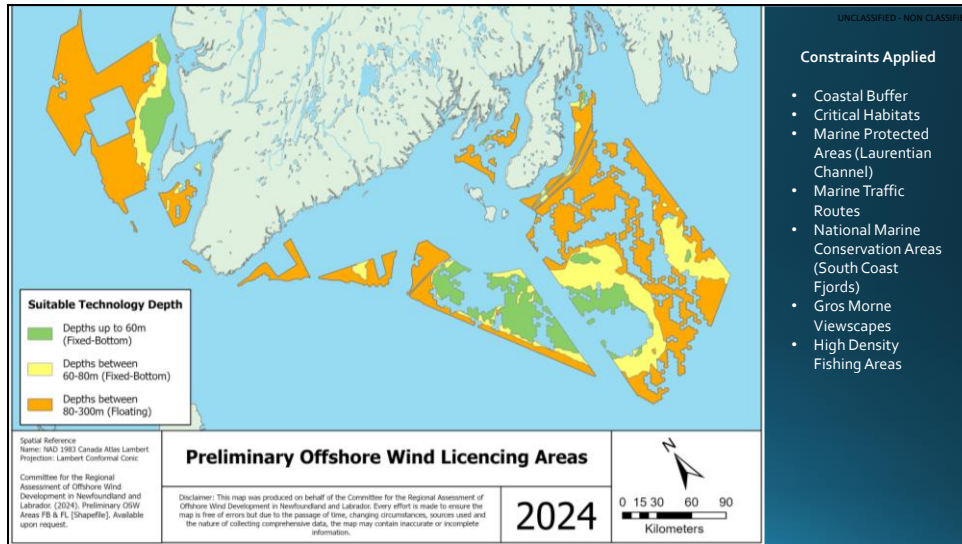 UNCLASSIFIED - NON CLASSIFIE
Constraints Applied
• Coastal Buffer
• Critical Habitats
• Marine Protected
Areas (Laurentian
Channel)
• Marine Traffic
Routes
• National Marine
Conservation Areas
(South Coast
Fjords)
• Gros Morne
Viewscapes
• High Density
Fishing Areas
Suitable Technology Depth
Depths up to 60m
(Fixed-Bottom)
Depths between
60-80m (Fixed-Bottom)
Depths between
80-300m (Floating)
Spatial Reference
Name: NAD 1983 Canada Atlas Lambert
Projection: Lambert Conformal Conic
Committee for the Regional
Assessment of Offshore Wind
Development in Newfoundland and
Labrador. (2024). Preliminary OSW
Areas FB & FL [Shapefile]. Available
upon request.
Preliminary Offshore Wind Licencing Areas
Disclaimer: This map was produced on behalf of the Committee for the Regional Assessment of
Offshore Wind Development in Newfoundland and Labrador. Every effort is made to ensure the
map is free of errors but due to the passage of time, changing circumstances, sources used and
the nature of collecting comprehensive data, the map may contain inaccurate or incomplete
information.
2024
N
0 15 30 60 90
Kilometers